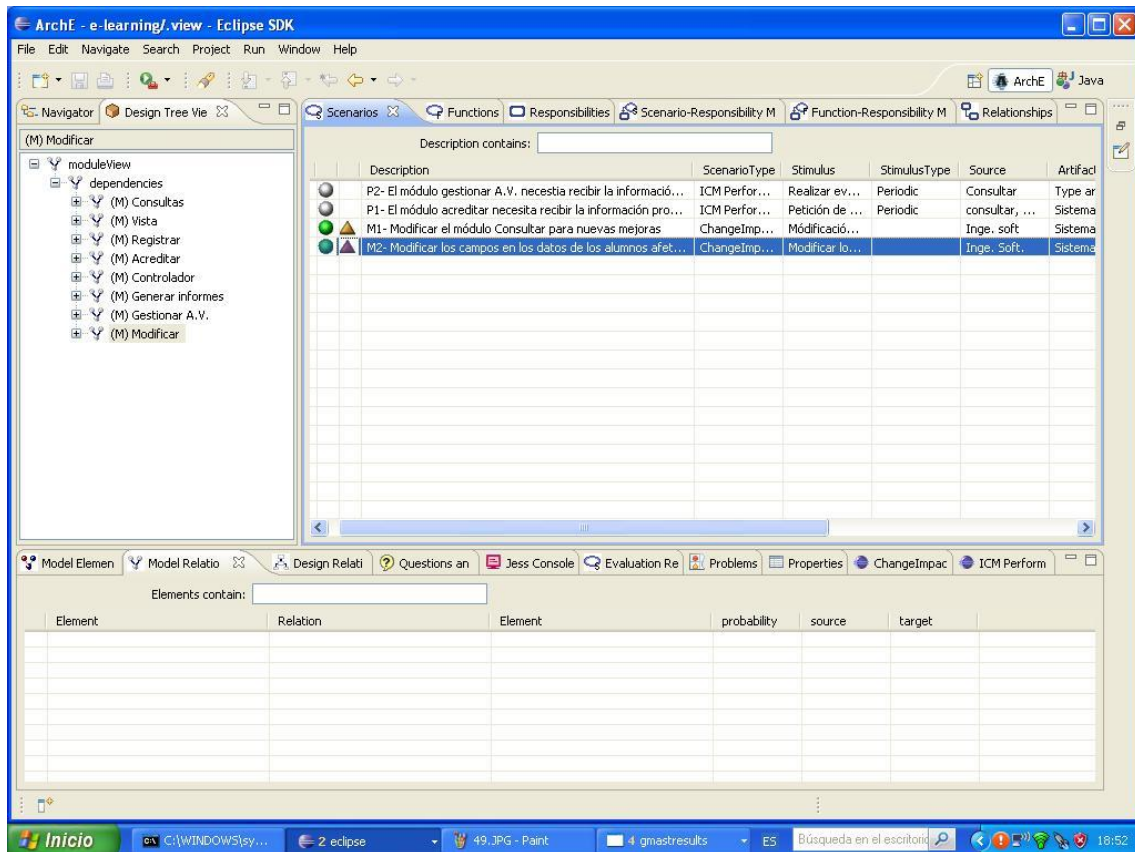 ArchE - e-learning/.view - Eclipse SDK
File Edit Navigate Search Project Run Window Help
ArchE Java
Navigator Design Tree Vie
(M) Modificar
moduleView
dependencies
(M) Consultas
(M) Vista
(M) Registrar
(M) Acreditar
(M) Controlador
(M) Generar informes
(M) Gestionar A.V.
(M) Modificar
Scenarios Functions Responsibilities Scenario-Responsibility M Function-Responsibility M Relationships
Description contains:
Description ScenarioType Stimulus StimulusType Source Artifact
P2- El módulo gestionar A.V. necestia recibir la informació... ICM Perfor... Realizar ev... Periodic Consultar Type ar
P1- El módulo acreditar necesita recibir la información pro... ICM Perfor... Petición de ... Periodic consultar, ... Sistema
M1- Modificar el módulo Consultar para nuevas mejoras ChangeImp... Módificació... Inge. soft Sistema
M2- Modificar los campos en los datos de los alumnos afet... ChangeImp... Modificar lo... Inge. Soft. Sistema
Model Elemen Model Relatio Design Relati Questions an Jess Console Evaluation Re Problems Properties ChangeImpac ICM Perform
Elements contain:
Element Relation Element probability source target
Inicio C:\WINDOWS\sy... 2 eclipse 49.JPG - Paint 4 gmastresults ES Búsqueda en el escritorio 18:52